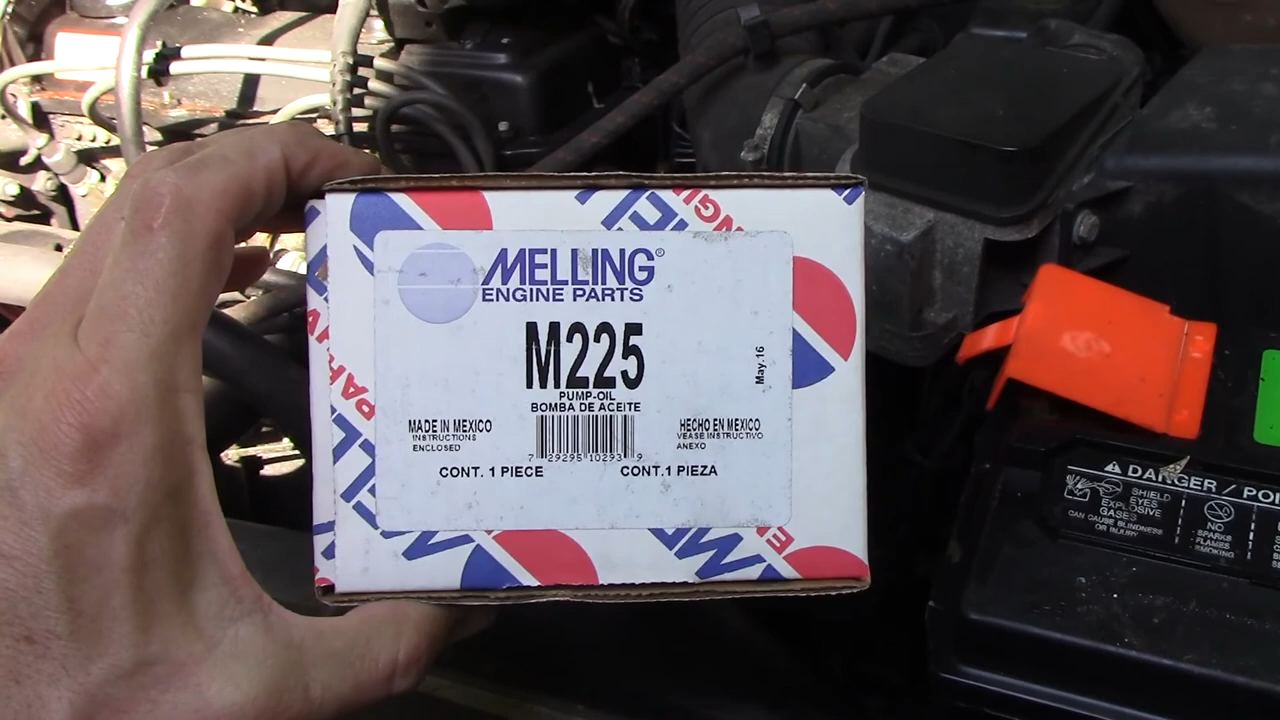 MELLING®
ENGINE PARTS
M225
May.16
PUMP-OIL
BOMBA DE ACEITE
MADE IN MEXICO
INSTRUCTIONS
ENCLOSED
HECHO EN MEXICO
VEASE INSTRUCTIVO
ANEXO
7 29295 10293 9
CONT. 1 PIECE
CONT.1 PIEZA
DANGER / POI
SHIELD
EYES
EXPLOSIVE
GASES
CAN CAUSE BLINDNESS
OR INJURY
NO
SPARKS
FLAMES
SMOKING